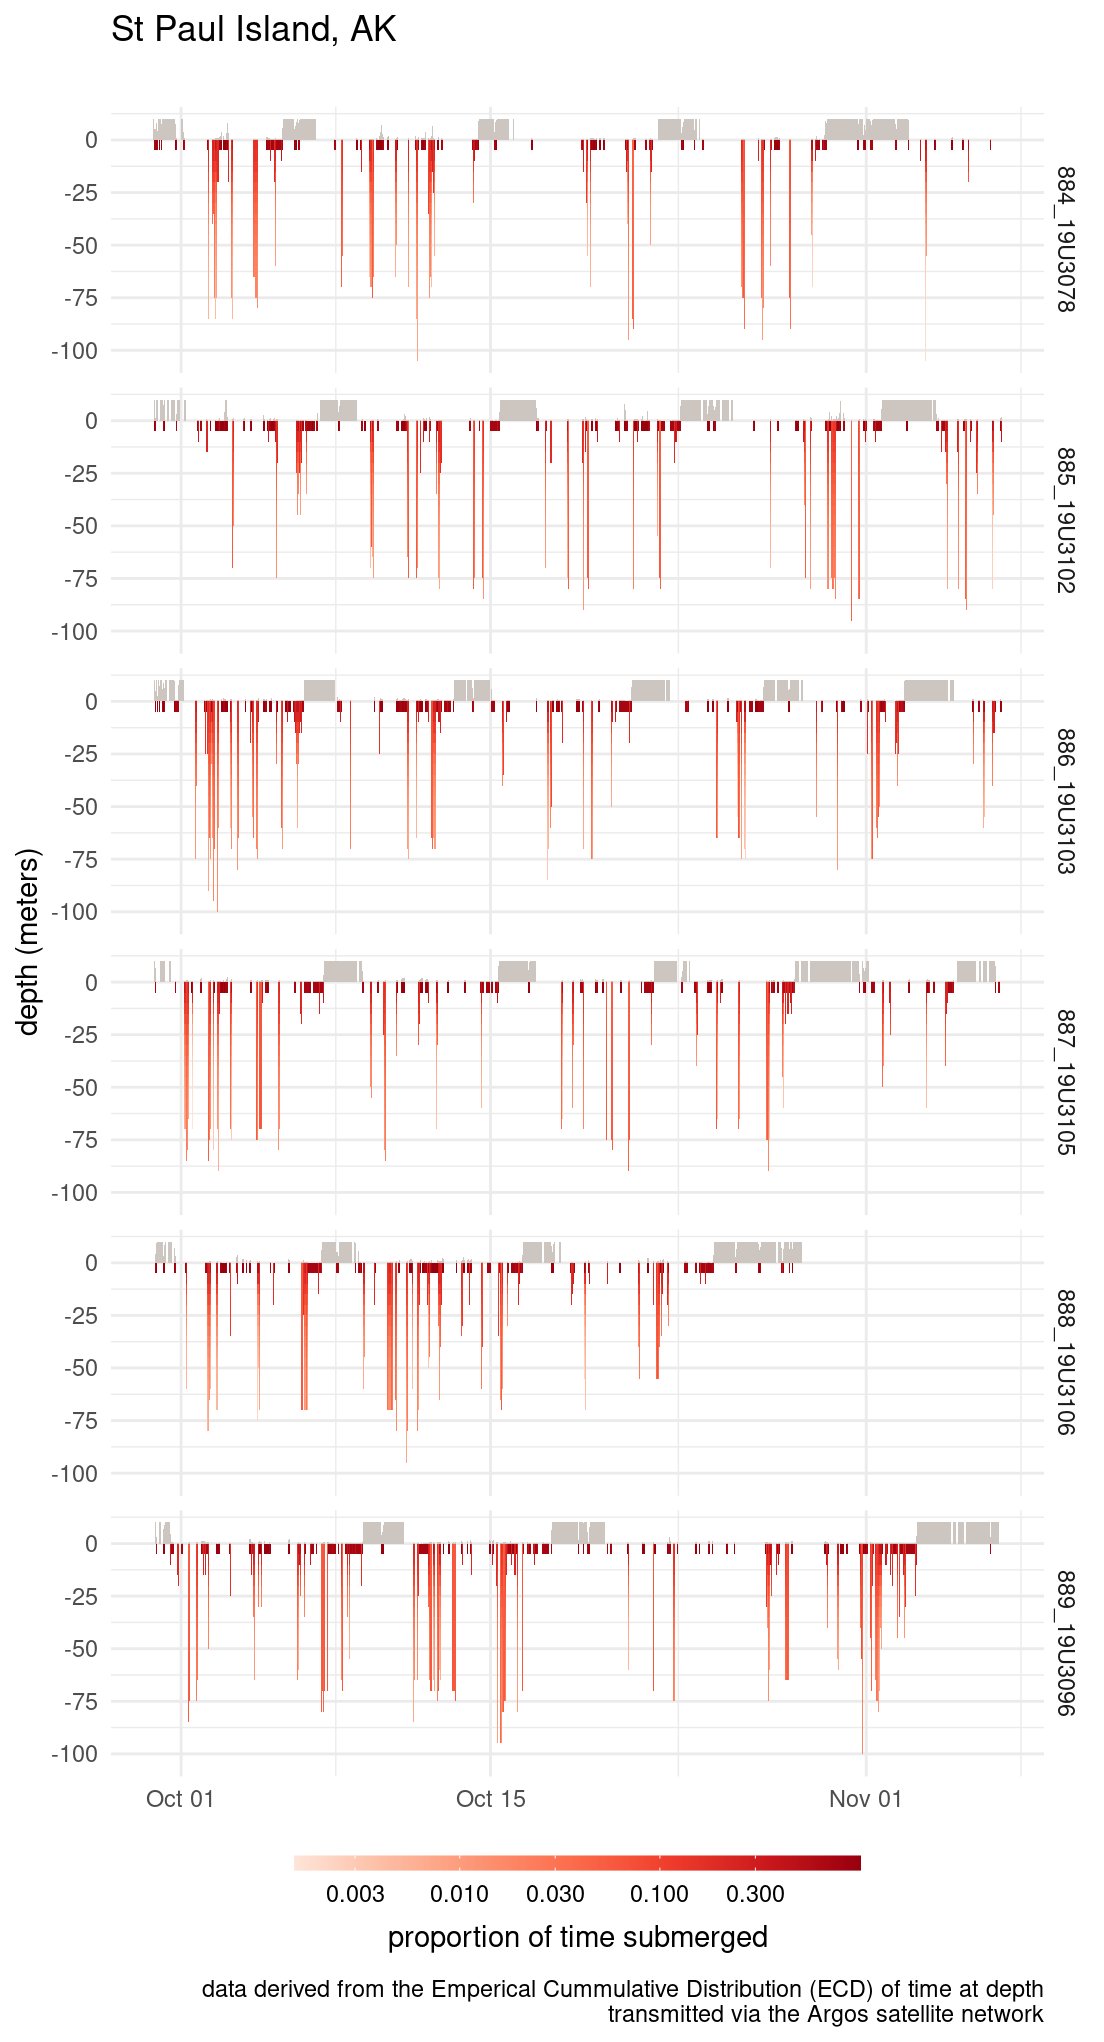 St Paul Island, AK
0
-25
-50
-75
-100
884_19U3078
0
-25
-50
-75
-100
885_19U3102
0
-25
-50
-75
-100
886_19U3103
depth (meters)
0
-25
-50
-75
-100
887_19U3105
0
-25
-50
-75
-100
888_19U3106
0
-25
-50
-75
-100
889_19U3096
Oct 01 Oct 15 Nov 01
0.003 0.010 0.030 0.100 0.300
proportion of time submerged
data derived from the Emperical Cummulative Distribution (ECD) of time at depth
transmitted via the Argos satellite network